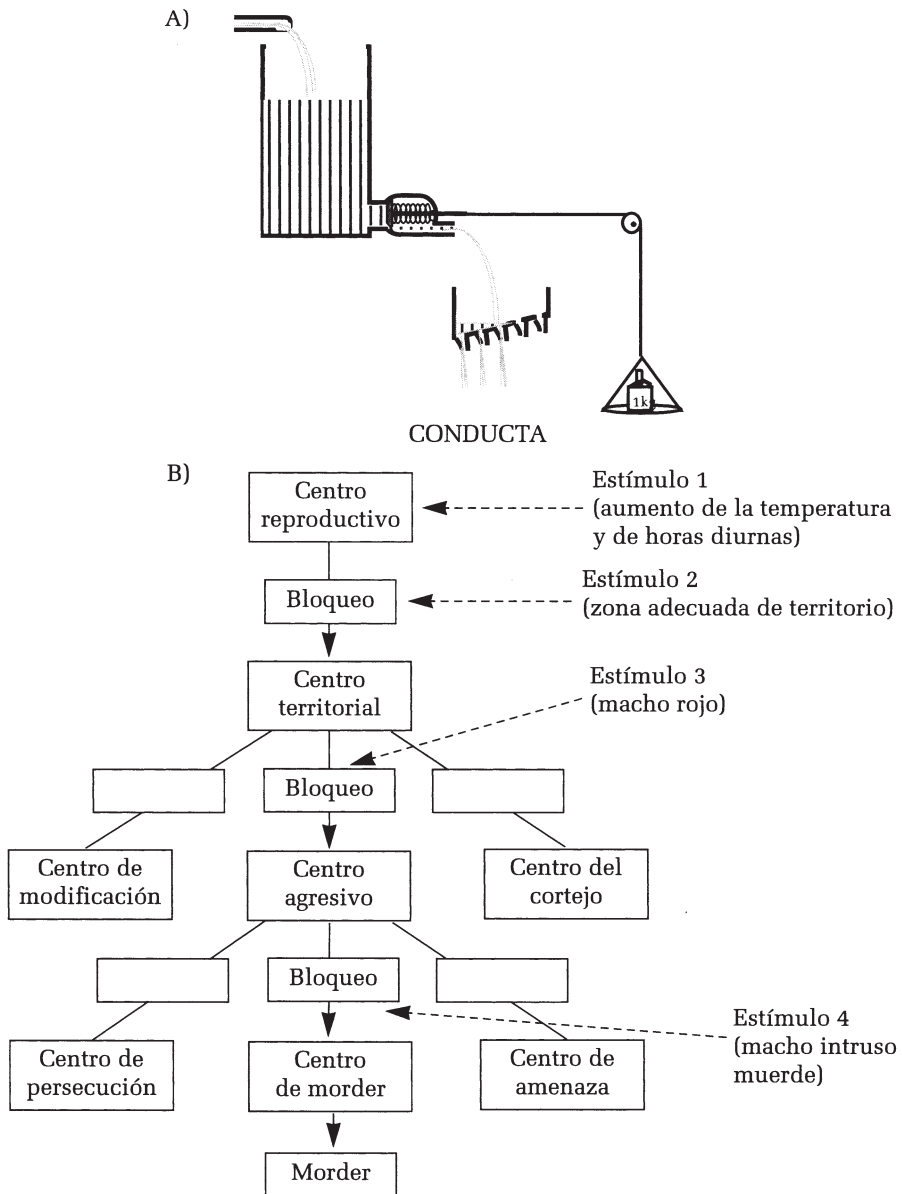 A)
1k
CONDUCTA
B)
Centro
reproductivo
Estímulo 1
(aumento de la temperatura
y de horas diurnas)
Bloqueo
Estímulo 2
(zona adecuada de territorio)
Centro
territorial
Estímulo 3
(macho rojo)
Bloqueo
Centro de
modificación
Centro
agresivo
Centro del
cortejo
Bloqueo
Estímulo 4
(macho intruso
muerde)
Centro de
persecución
Centro
de morder
Centro de
amenaza
Morder